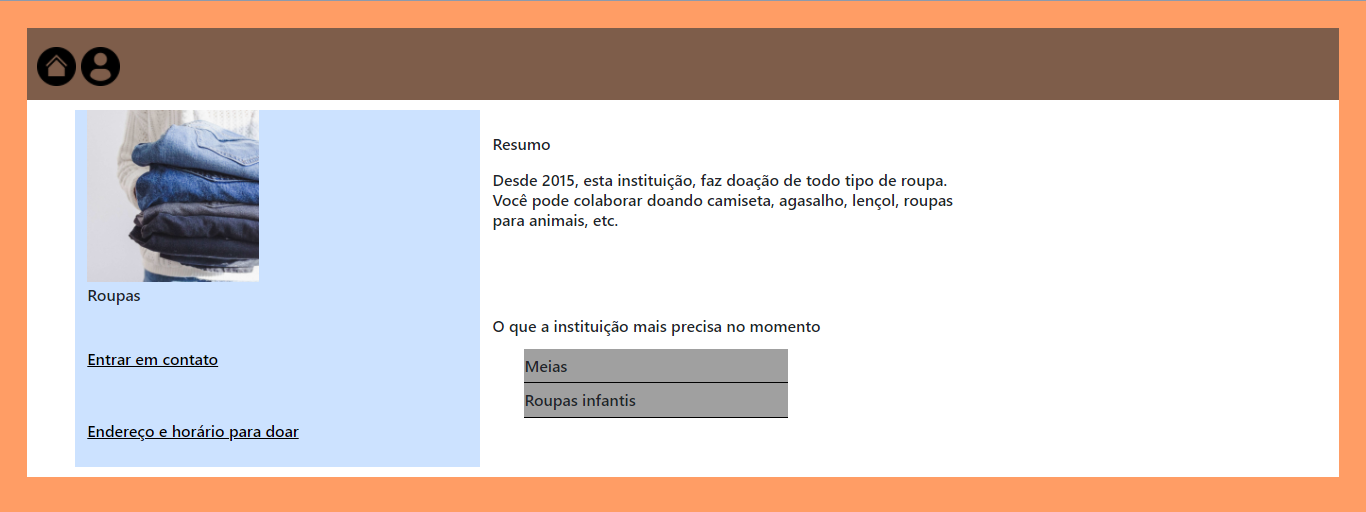 Roupas
Entrar em contato
Endereço e horário para doar
Resumo
Desde 2015, esta instituição, faz doação de todo tipo de roupa.
Você pode colaborar doando camiseta, agasalho, lençol, roupas
para animais, etc.
O que a instituição mais precisa no momento
Meias
Roupas infantis